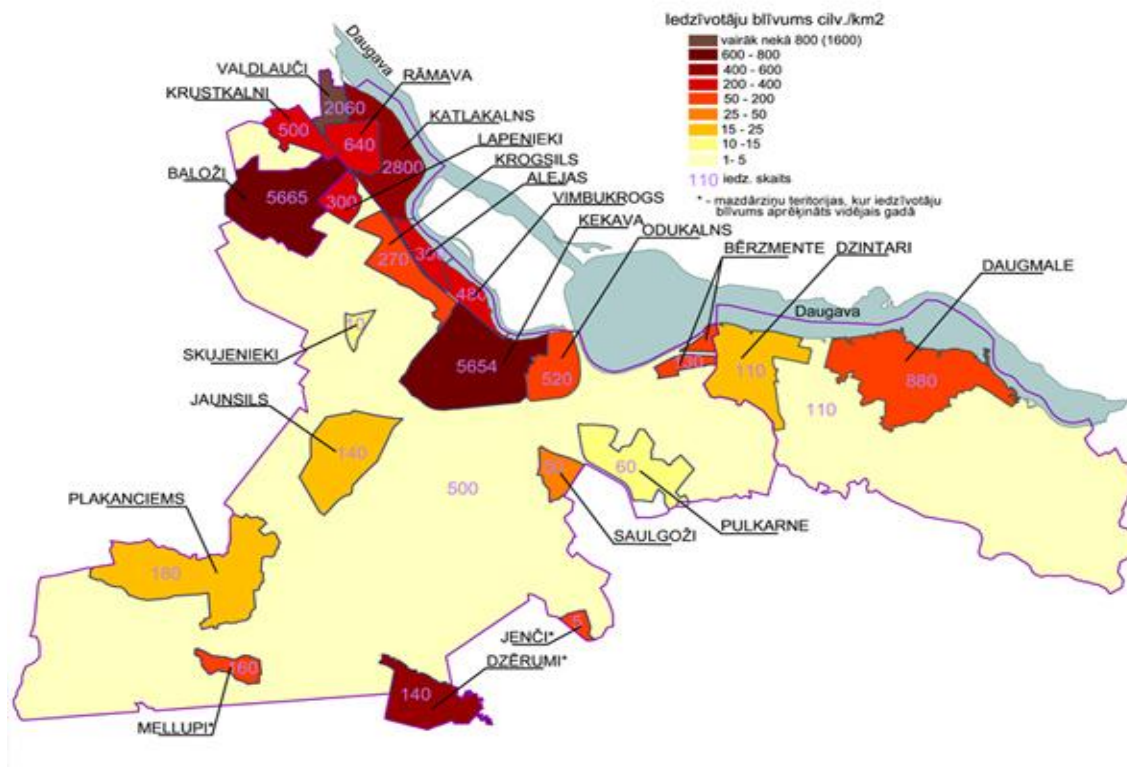 Iedzīvotāju blīvums cilv./km2
vairāk nekā 800 (1600)
600 - 800
400 - 600
200 - 400
50 - 200
25 - 50
15 - 25
10 -15
1- 5
110 iedz. skaits
* - mazdārziņu teritorijas, kur iedzīvotāju
blīvums aprēķināts vidējais gadā
Daugava
VALDLAUČI
RĀMAVA
KRUSTKALNI
KATLAKALNS
LAPENIEKI
KROGSILS
BALOŽI
ALEJAS
VIMBUKROGS
ĶEKAVA
ODUKALNS
BĒRZMENTE
DZINTARI
DAUGMALE
Daugava
SKUJENIEKI
JAUNSILS
PLAKANCIEMS
SAULGOŽI
PULKARNE
JENČI*
DZĒRUMI*
MELLUPI*
2060
500
640
2800
5665
300
270
480
5654
520
110
110
880
140
500
60
180
5
160
140